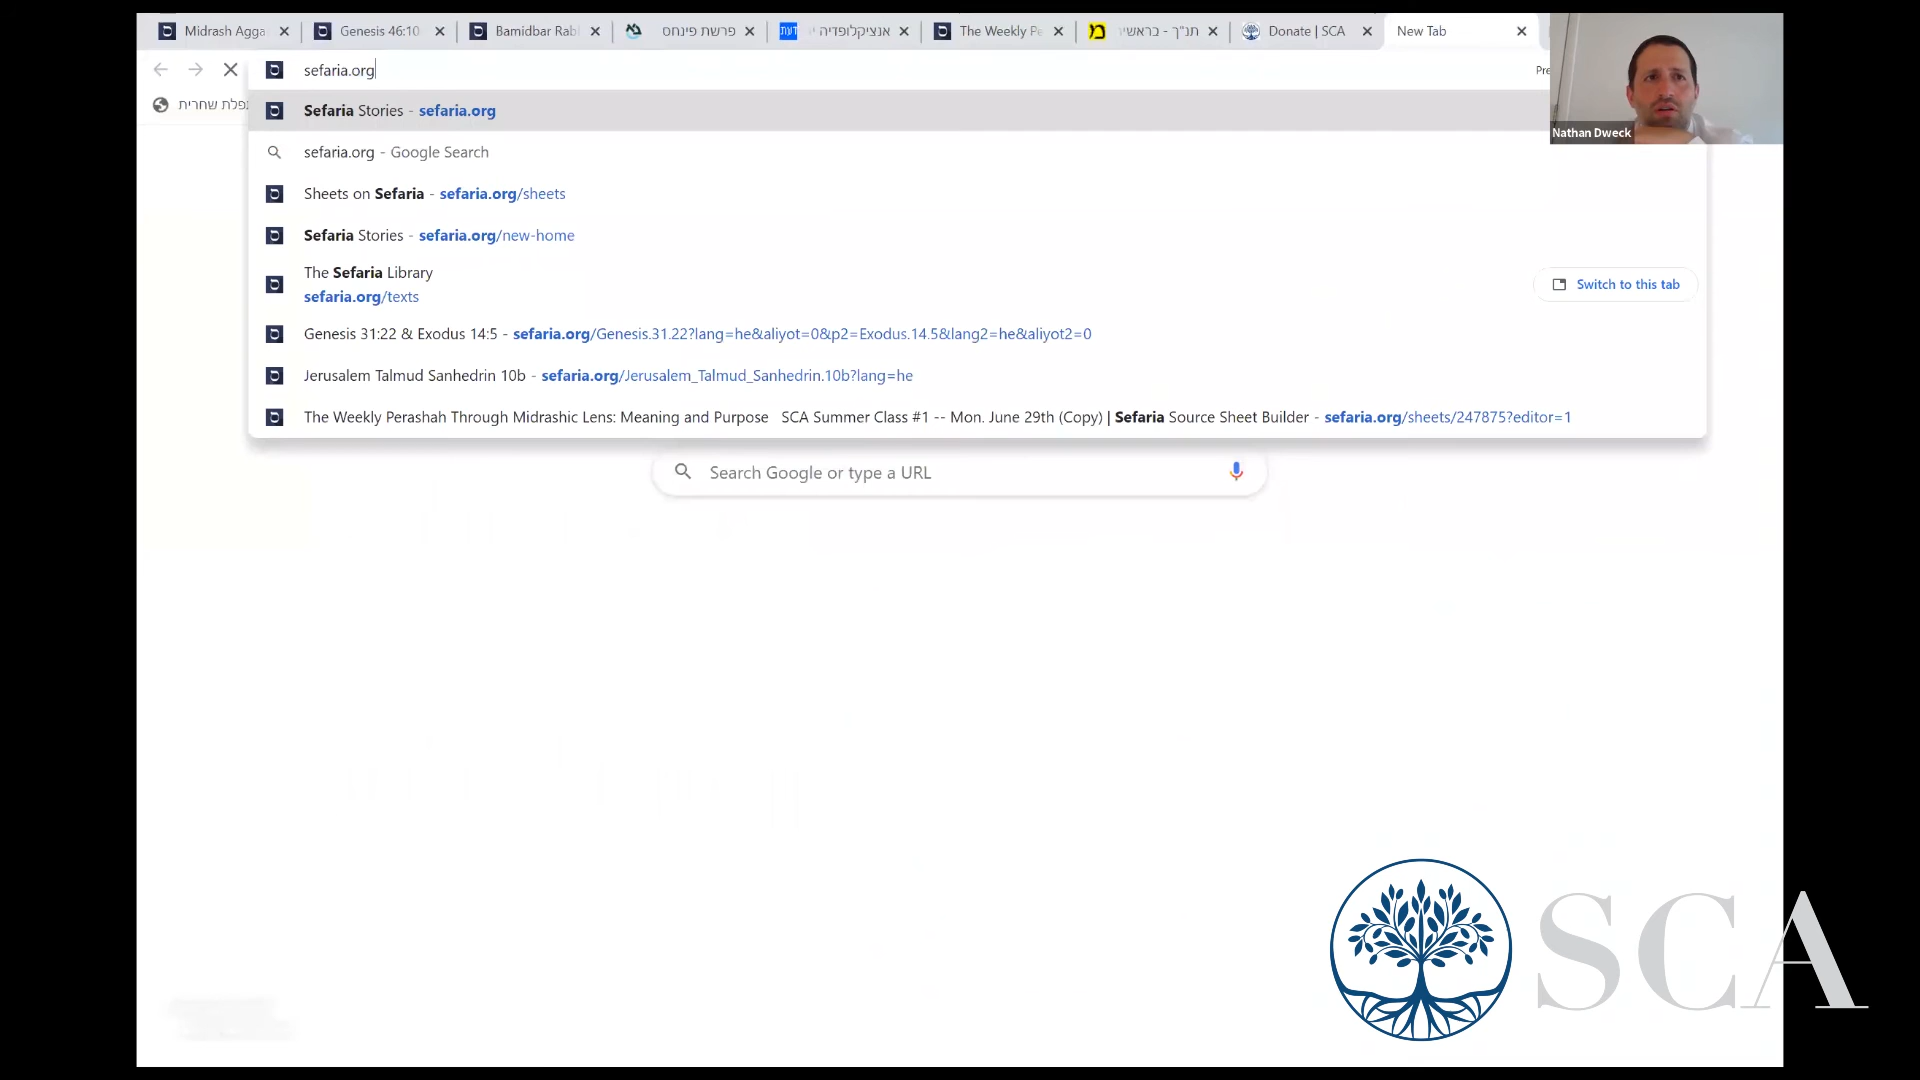 Midrash Agga
Genesis 46:10
Bamidbar Rab
פרשת פינחס
אנציקלופדיה י
The Weekly Pe
תנ"ך - בראשי
Donate | SCA
New Tab
sefaria.org
Pre
תפלת שחרית
Sefaria Stories - sefaria.org
sefaria.org - Google Search
Sheets on Sefaria - sefaria.org/sheets
Sefaria Stories - sefaria.org/new-home
The Sefaria Library
sefaria.org/texts
Switch to this tab
Genesis 31:22 & Exodus 14:5 - sefaria.org/Genesis.31.22?lang=he&aliyot=0&p2=Exodus.14.5&lang2=he&aliyot2=0
Jerusalem Talmud Sanhedrin 10b - sefaria.org/Jerusalem_Talmud_Sanhedrin.10b?lang=he
The Weekly Perashah Through Midrashic Lens: Meaning and Purpose SCA Summer Class #1 -- Mon. June 29th (Copy) | Sefaria Source Sheet Builder - sefaria.org/sheets/247875?editor=1
Nathan Dweck
Search Google or type a URL
SCA